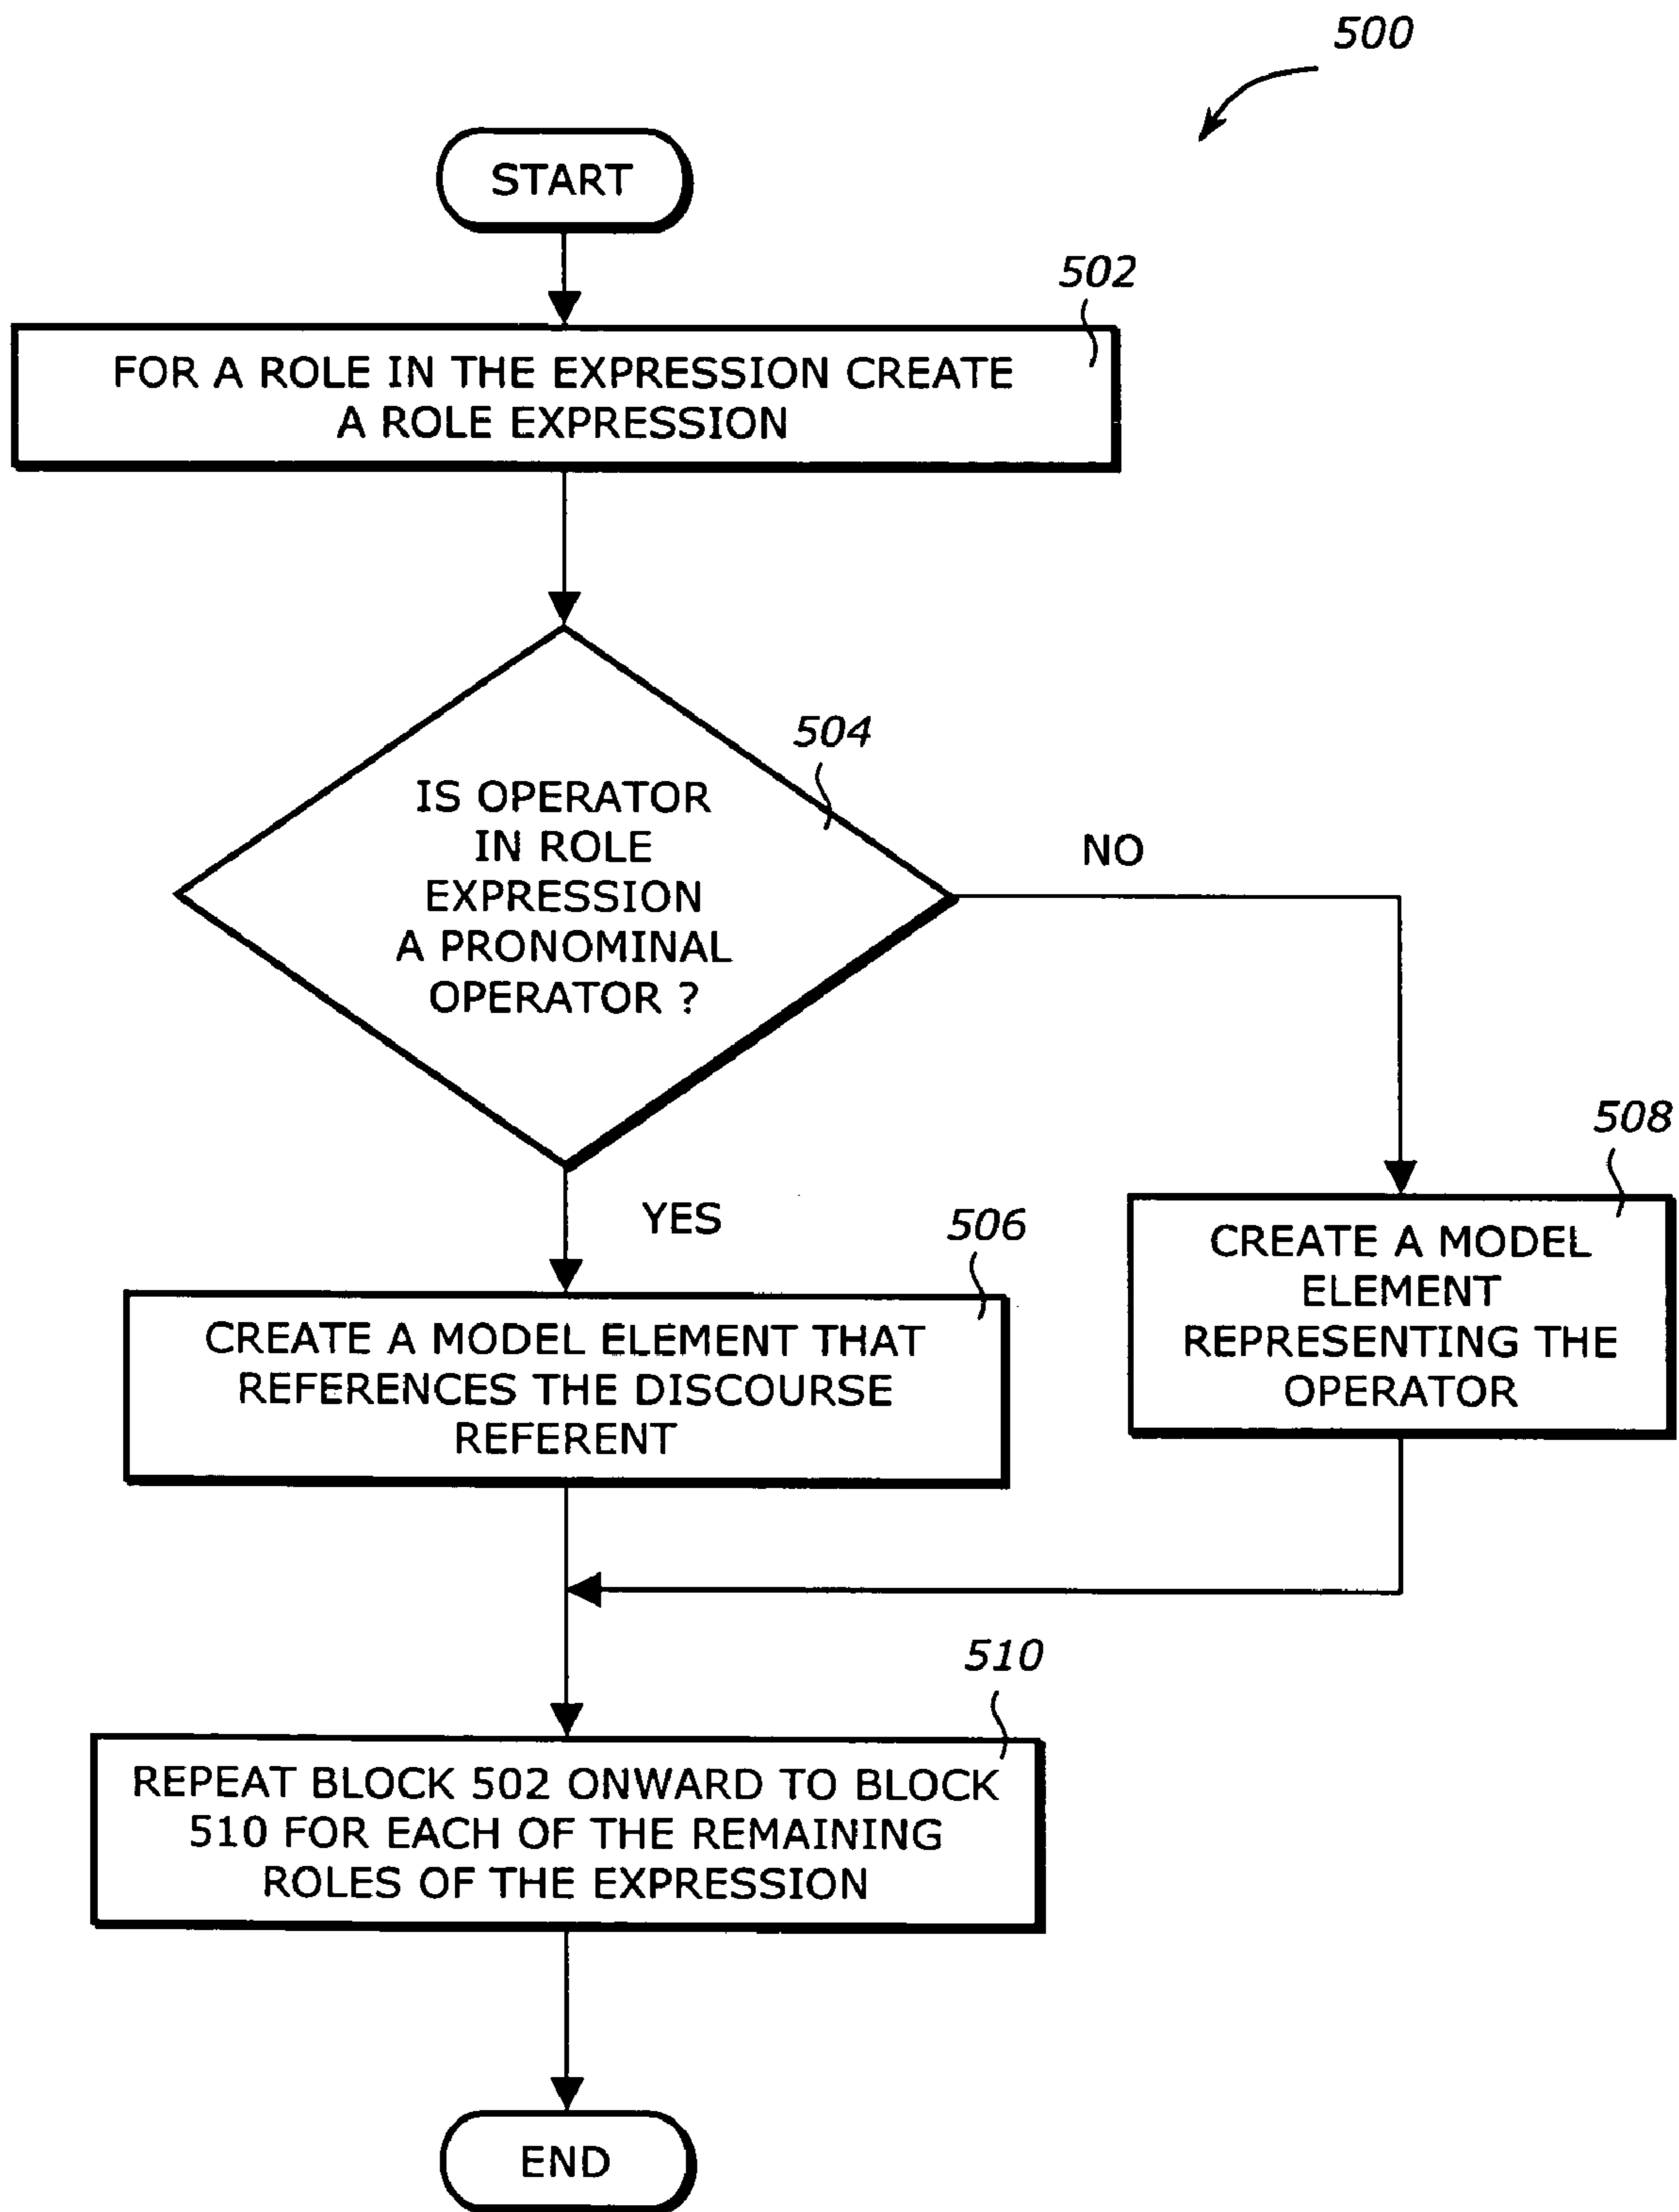 500
START
502
FOR A ROLE IN THE EXPRESSION CREATE
A ROLE EXPRESSION
504
IS OPERATOR
IN ROLE
EXPRESSION
A PRONOMINAL
OPERATOR ?
NO
YES
506
CREATE A MODEL ELEMENT THAT
REFERENCES THE DISCOURSE
REFERENT
508
CREATE A MODEL
ELEMENT
REPRESENTING THE
OPERATOR
510
REPEAT BLOCK 502 ONWARD TO BLOCK
510 FOR EACH OF THE REMAINING
ROLES OF THE EXPRESSION
END